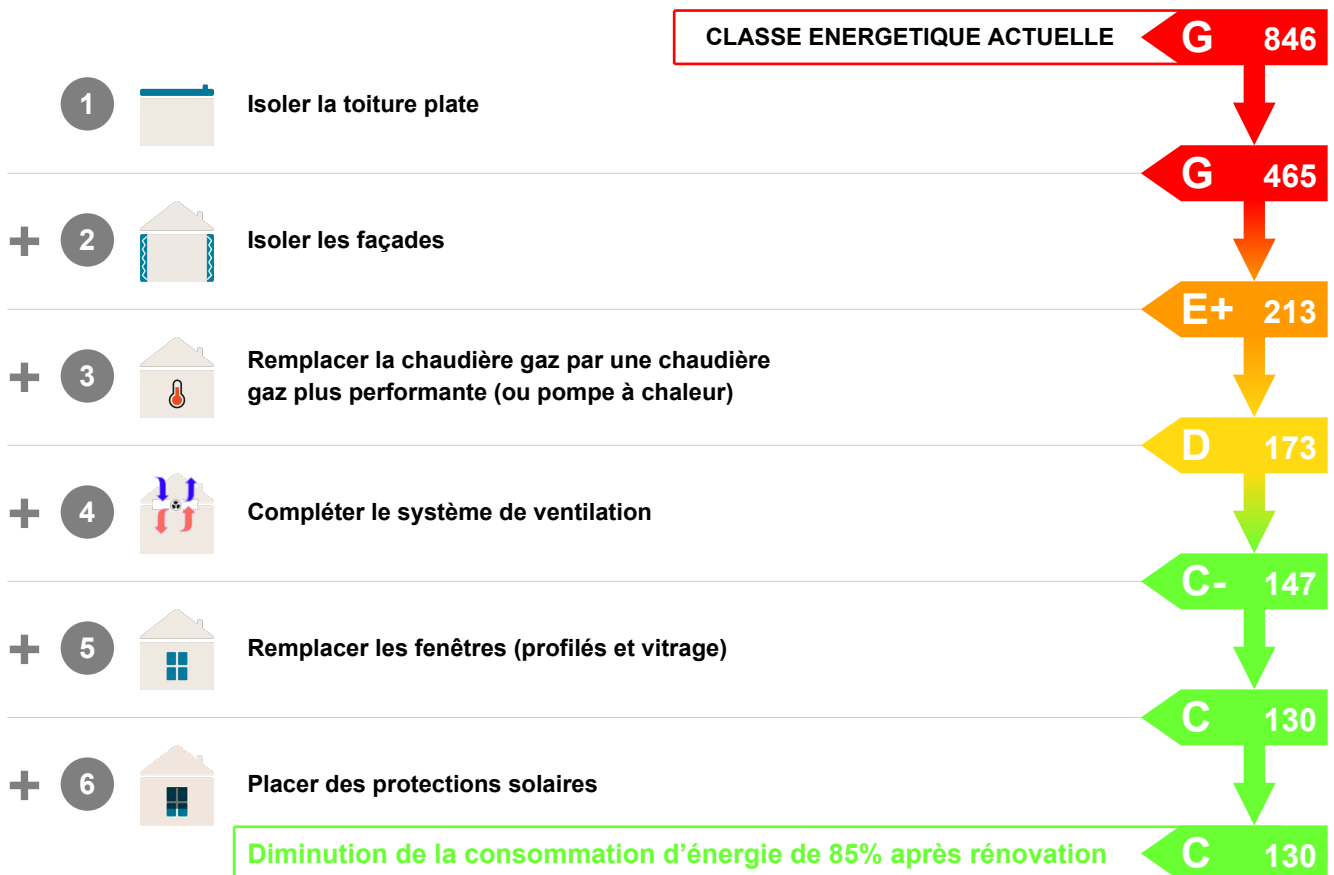 CLASSE ENERGETIQUE ACTUELLE G 846
1 Isoler la toiture plate
G 465
+ 2 Isoler les façades
E+ 213
+ 3 Remplacer la chaudière gaz par une chaudière
gaz plus performante (ou pompe à chaleur)
D 173
+ 4 Compléter le système de ventilation
C- 147
+ 5 Remplacer les fenêtres (profilés et vitrage)
C 130
+ 6 Placer des protections solaires
Diminution de la consommation d’énergie de 85% après rénovation C 130